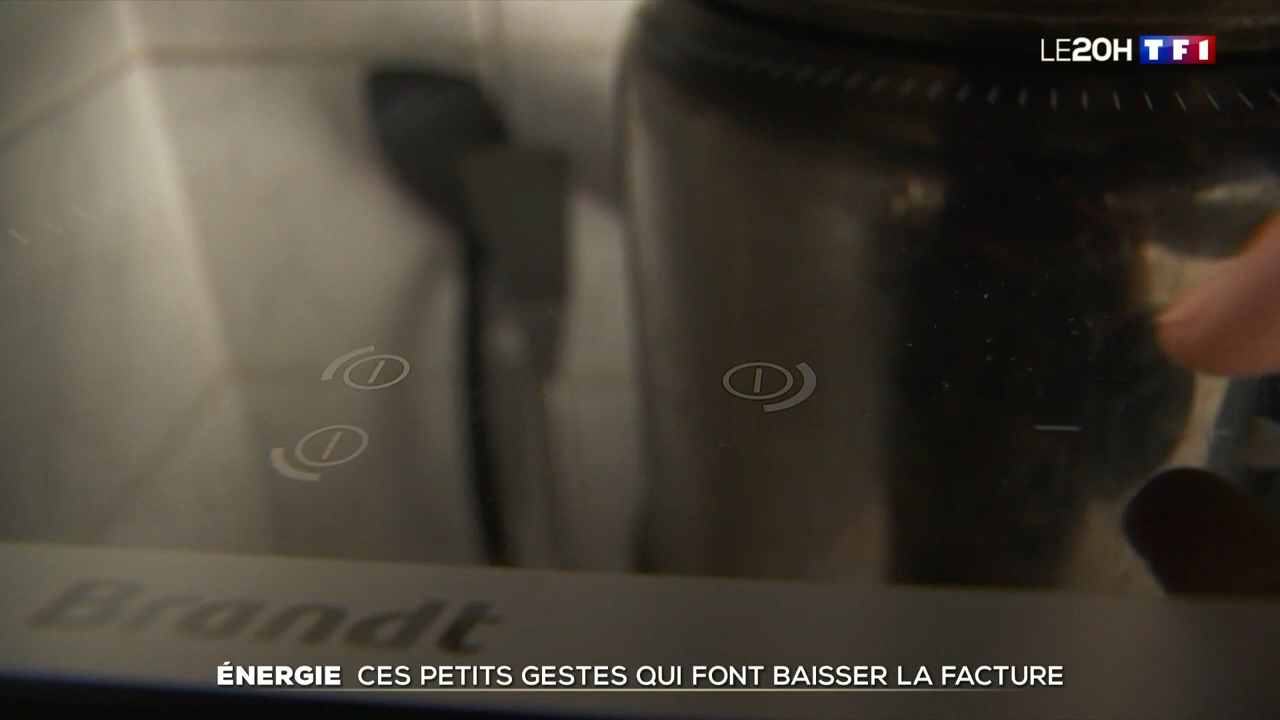 LE20H TF1
Brandt
ÉNERGIE CES PETITS GESTES QUI FONT BAISSER LA FACTURE